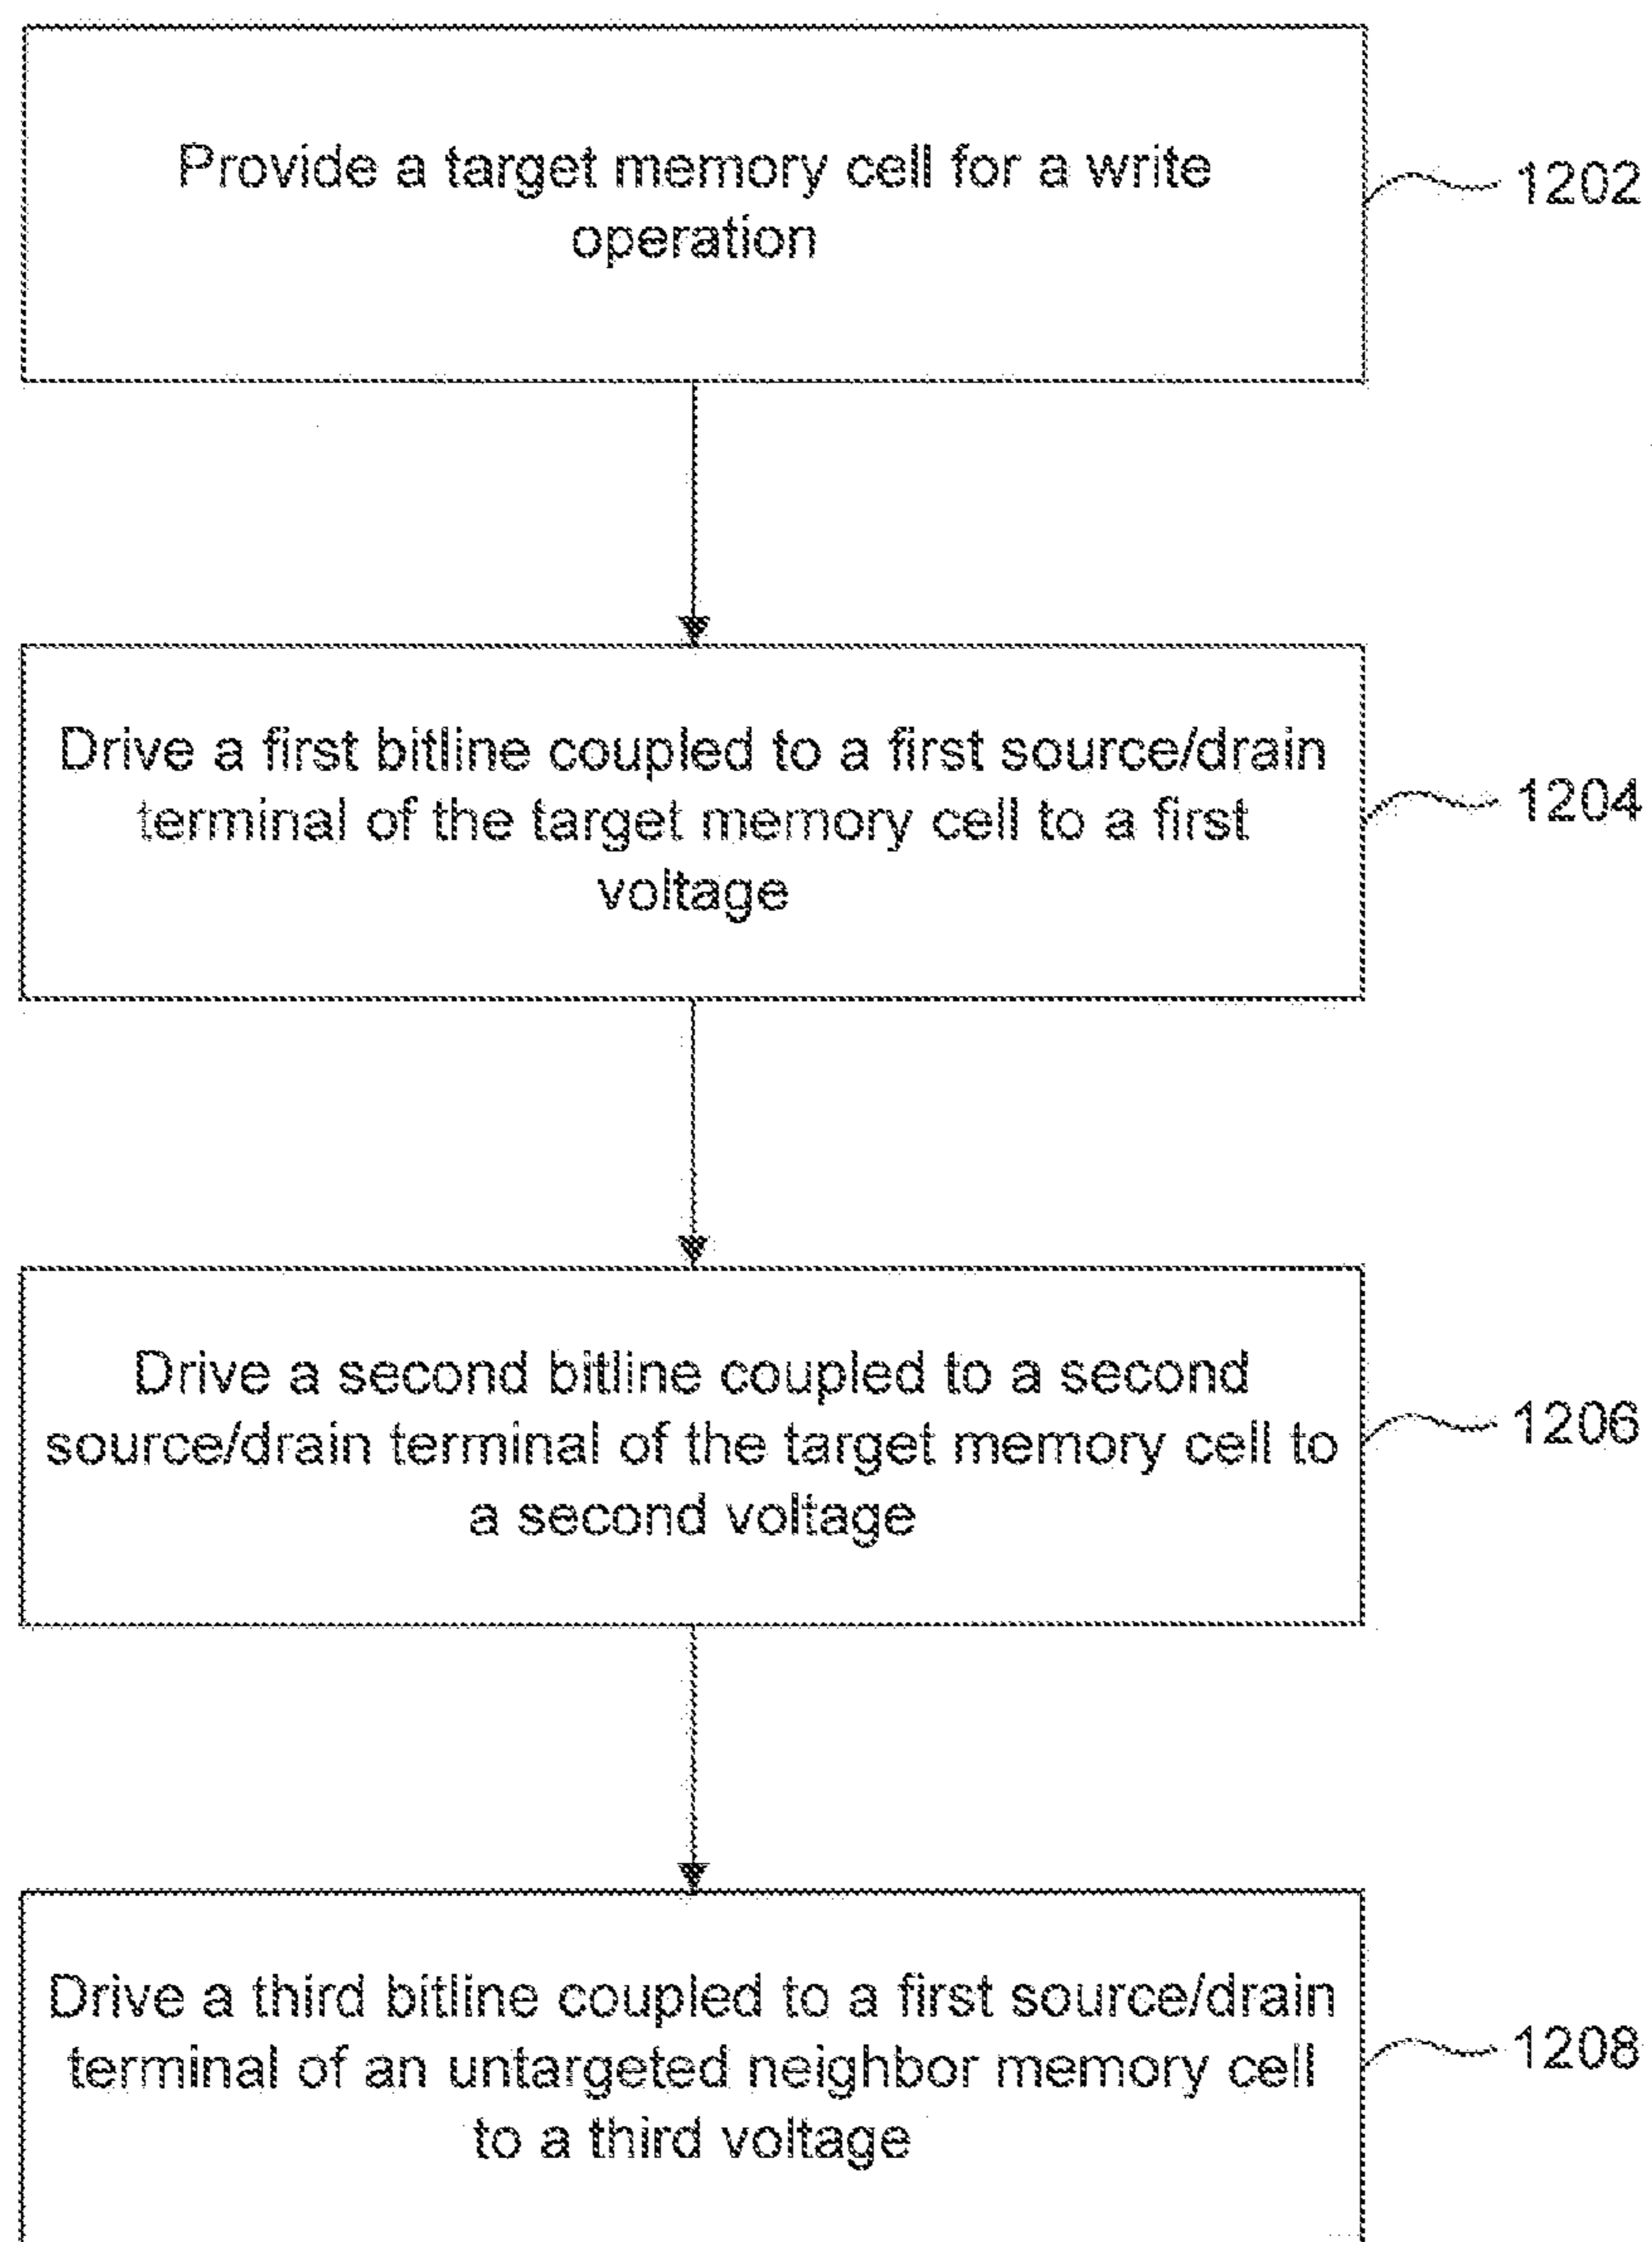 Provide a target memory cell for a write
operation
1202
Drive a first bitline coupled to a first source/drain
terminal of the target memory cell to a first
voltage
1204
Drive a second bitline coupled to a second
source/drain terminal of the target memory cell to
a second voltage
1206
Drive a third bitline coupled to a first source/drain
terminal of an untargeted neighbor memory cell
to a third voltage
1208